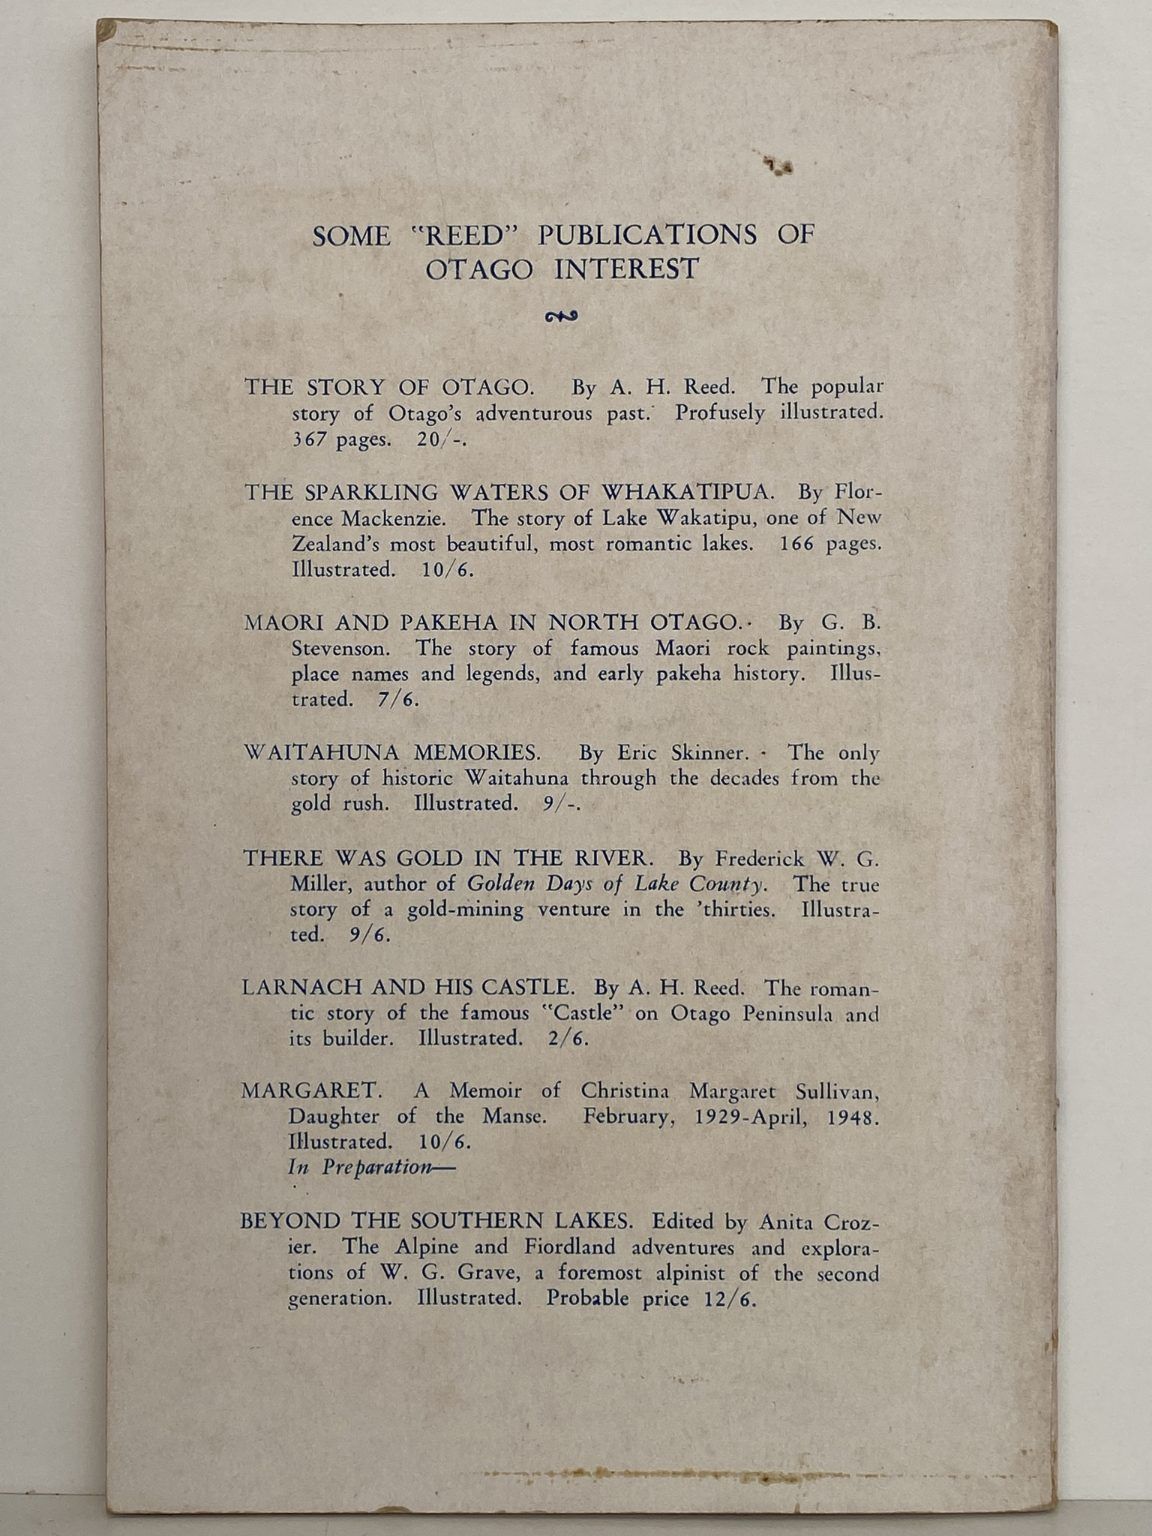 SOME "REED" PUBLICATIONS OF
OTAGO INTEREST
THE STORY OF OTAGO. By A. H. Reed. The popular
story of Otago's adventurous past. Profusely illustrated.
367 pages. 20/-.
THE SPARKLING WATERS OF WHAKATIPUA. By Flor-
ence Mackenzie. The story of Lake Wakatipu, one of New
Zealand's most beautiful, most romantic lakes. 166 pages.
Illustrated. 10/6.
MAORI AND PAKEHA IN NORTH OTAGO. By G. B.
Stevenson. The story of famous Maori rock paintings,
place names and legends, and early pakeha history. Illus-
trated. 7/6.
WAITAHUNA MEMORIES. By Eric Skinner. The only
story of historic Waitahuna through the decades from the
gold rush. Illustrated. 9/-.
THERE WAS GOLD IN THE RIVER. By Frederick W. G.
Miller, author of Golden Days of Lake County. The true
story of a gold-mining venture in the 'thirties. Illustra-
ted. 9/6.
LARNACH AND HIS CASTLE. By A. H. Reed. The roman-
tic story of the famous "Castle" on Otago Peninsula and
its builder. Illustrated. 2/6.
MARGARET. A Memoir of Christina Margaret Sullivan,
Daughter of the Manse. February, 1929-April, 1948.
Illustrated. 10/6.
In Preparation—
BEYOND THE SOUTHERN LAKES. Edited by Anita Croz-
ier. The Alpine and Fiordland adventures and explora-
tions of W. G. Grave, a foremost alpinist of the second
generation. Illustrated. Probable price 12/6.